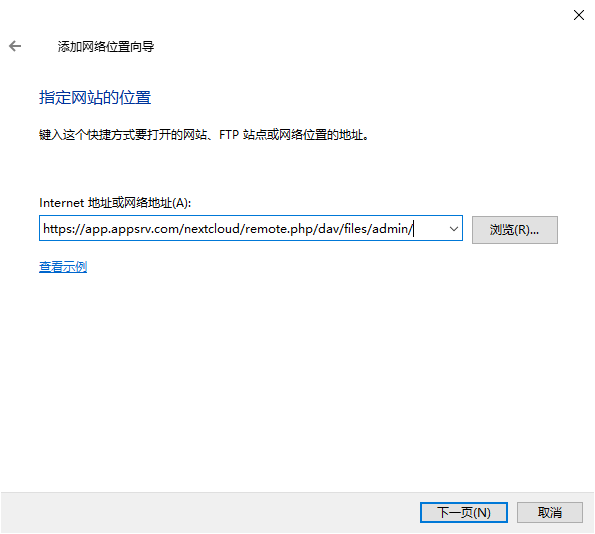 添加网络位置向导
指定网站的位置
键入这个快捷方式要打开的网站、FTP 站点或网络位置的地址。
Internet 地址或网络地址(A):
https://app.appsrv.com/nextcloud/remote.php/dav/files/admin/
浏览(R)...
查看示例
下一页(N)
取消